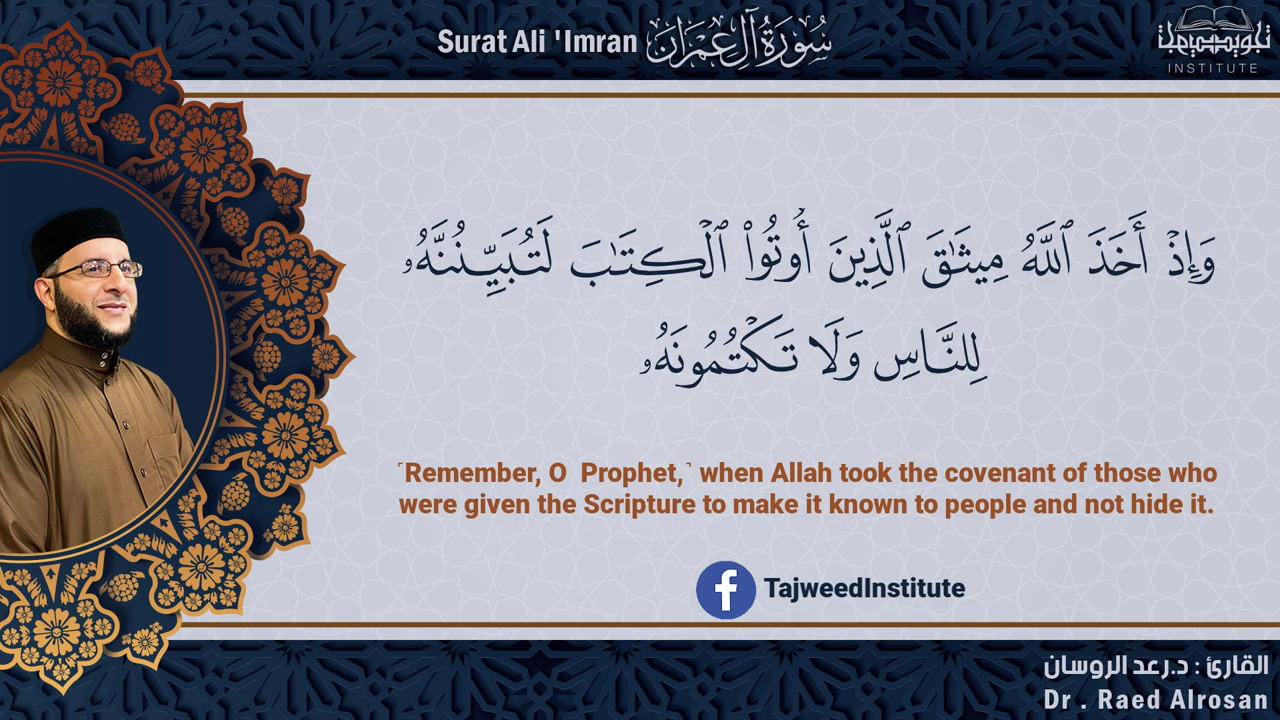 Surat Ali 'Imran سُورَةُ آلِ عِمْرَانَ
تجويدمياه
INSTITUTE
وَإِذْ أَخَذَ ٱللَّهُ مِيثَٰقَ ٱلَّذِينَ أُوتُوا۟ ٱلْكِتَٰبَ لَتُبَيِّنُنَّهُۥ
لِلنَّاسِ وَلَا تَكْتُمُونَهُۥ
⸢Remember, O Prophet,⸣ when Allah took the covenant of those who
were given the Scripture to make it known to people and not hide it.
f TajweedInstitute
القارئ : د.رعد الروسان
Dr . Raed Alrosan